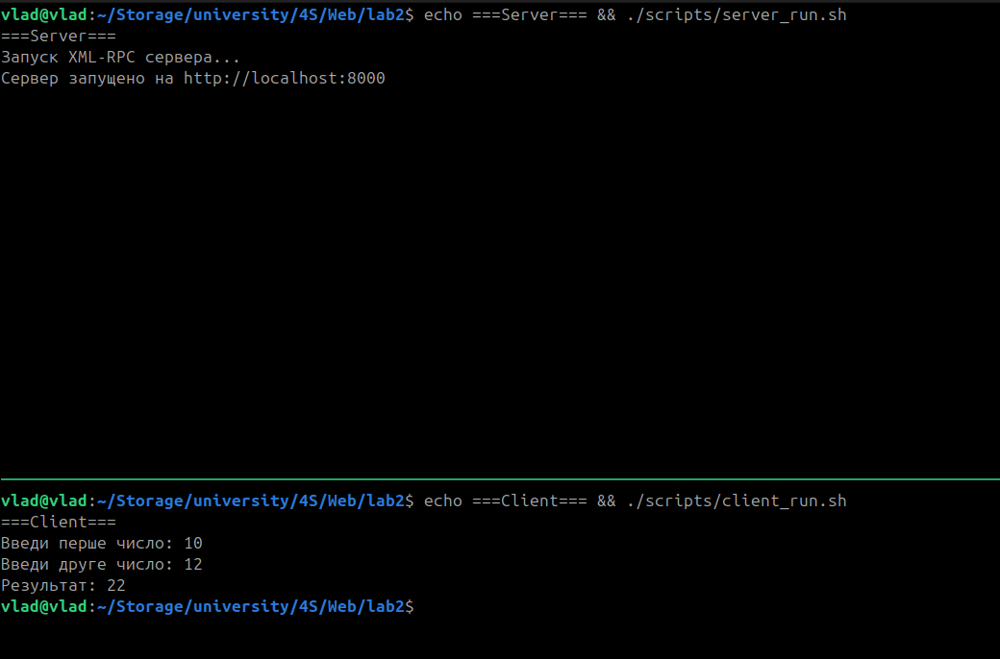 vlad@vlad:~/Storage/university/4S/Web/lab2$ echo ===Server=== && ./scripts/server_run.sh
===Server===
Запуск XML-RPC сервера...
Сервер запущено на http://localhost:8000
vlad@vlad:~/Storage/university/4S/Web/lab2$ echo ===Client=== && ./scripts/client_run.sh
===Client===
Введи перше число: 10
Введи друге число: 12
Результат: 22
vlad@vlad:~/Storage/university/4S/Web/lab2$